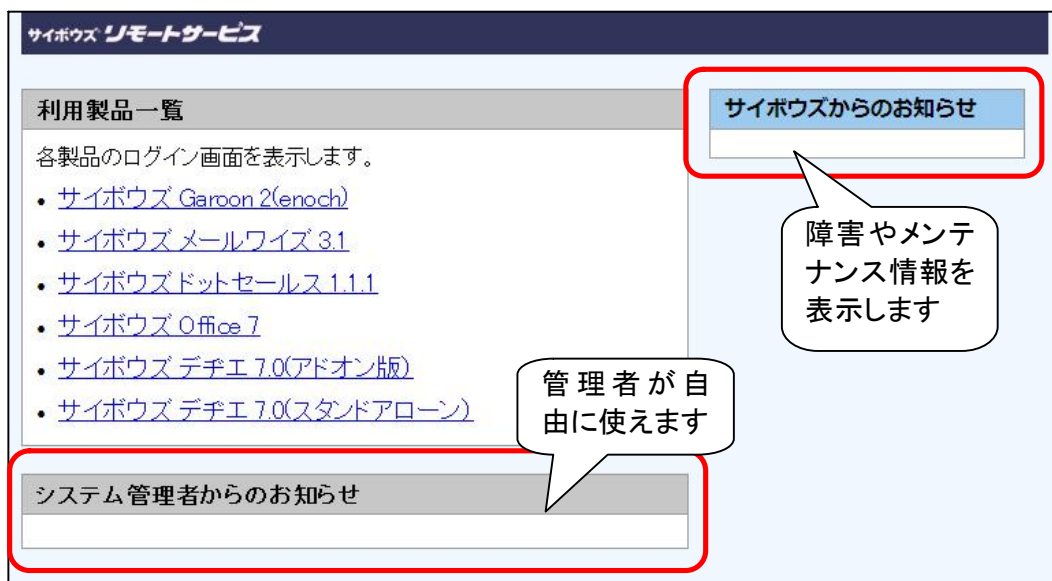 サイボウズ リモートサービス
利用製品一覧
各製品のログイン画面を表示します。
• サイボウズ Garoon 2(enoch)
• サイボウズ メールワイズ 3.1
• サイボウズ ドットセールス 1.1.1
• サイボウズ Office 7
• サイボウズ デヂエ 7.0(アドオン版)
• サイボウズ デヂエ 7.0(スタンドアローン)
システム管理者からのお知らせ
管理者が自
由に使えます
サイボウズからのお知らせ
障害やメンテ
ナンス情報を
表示します